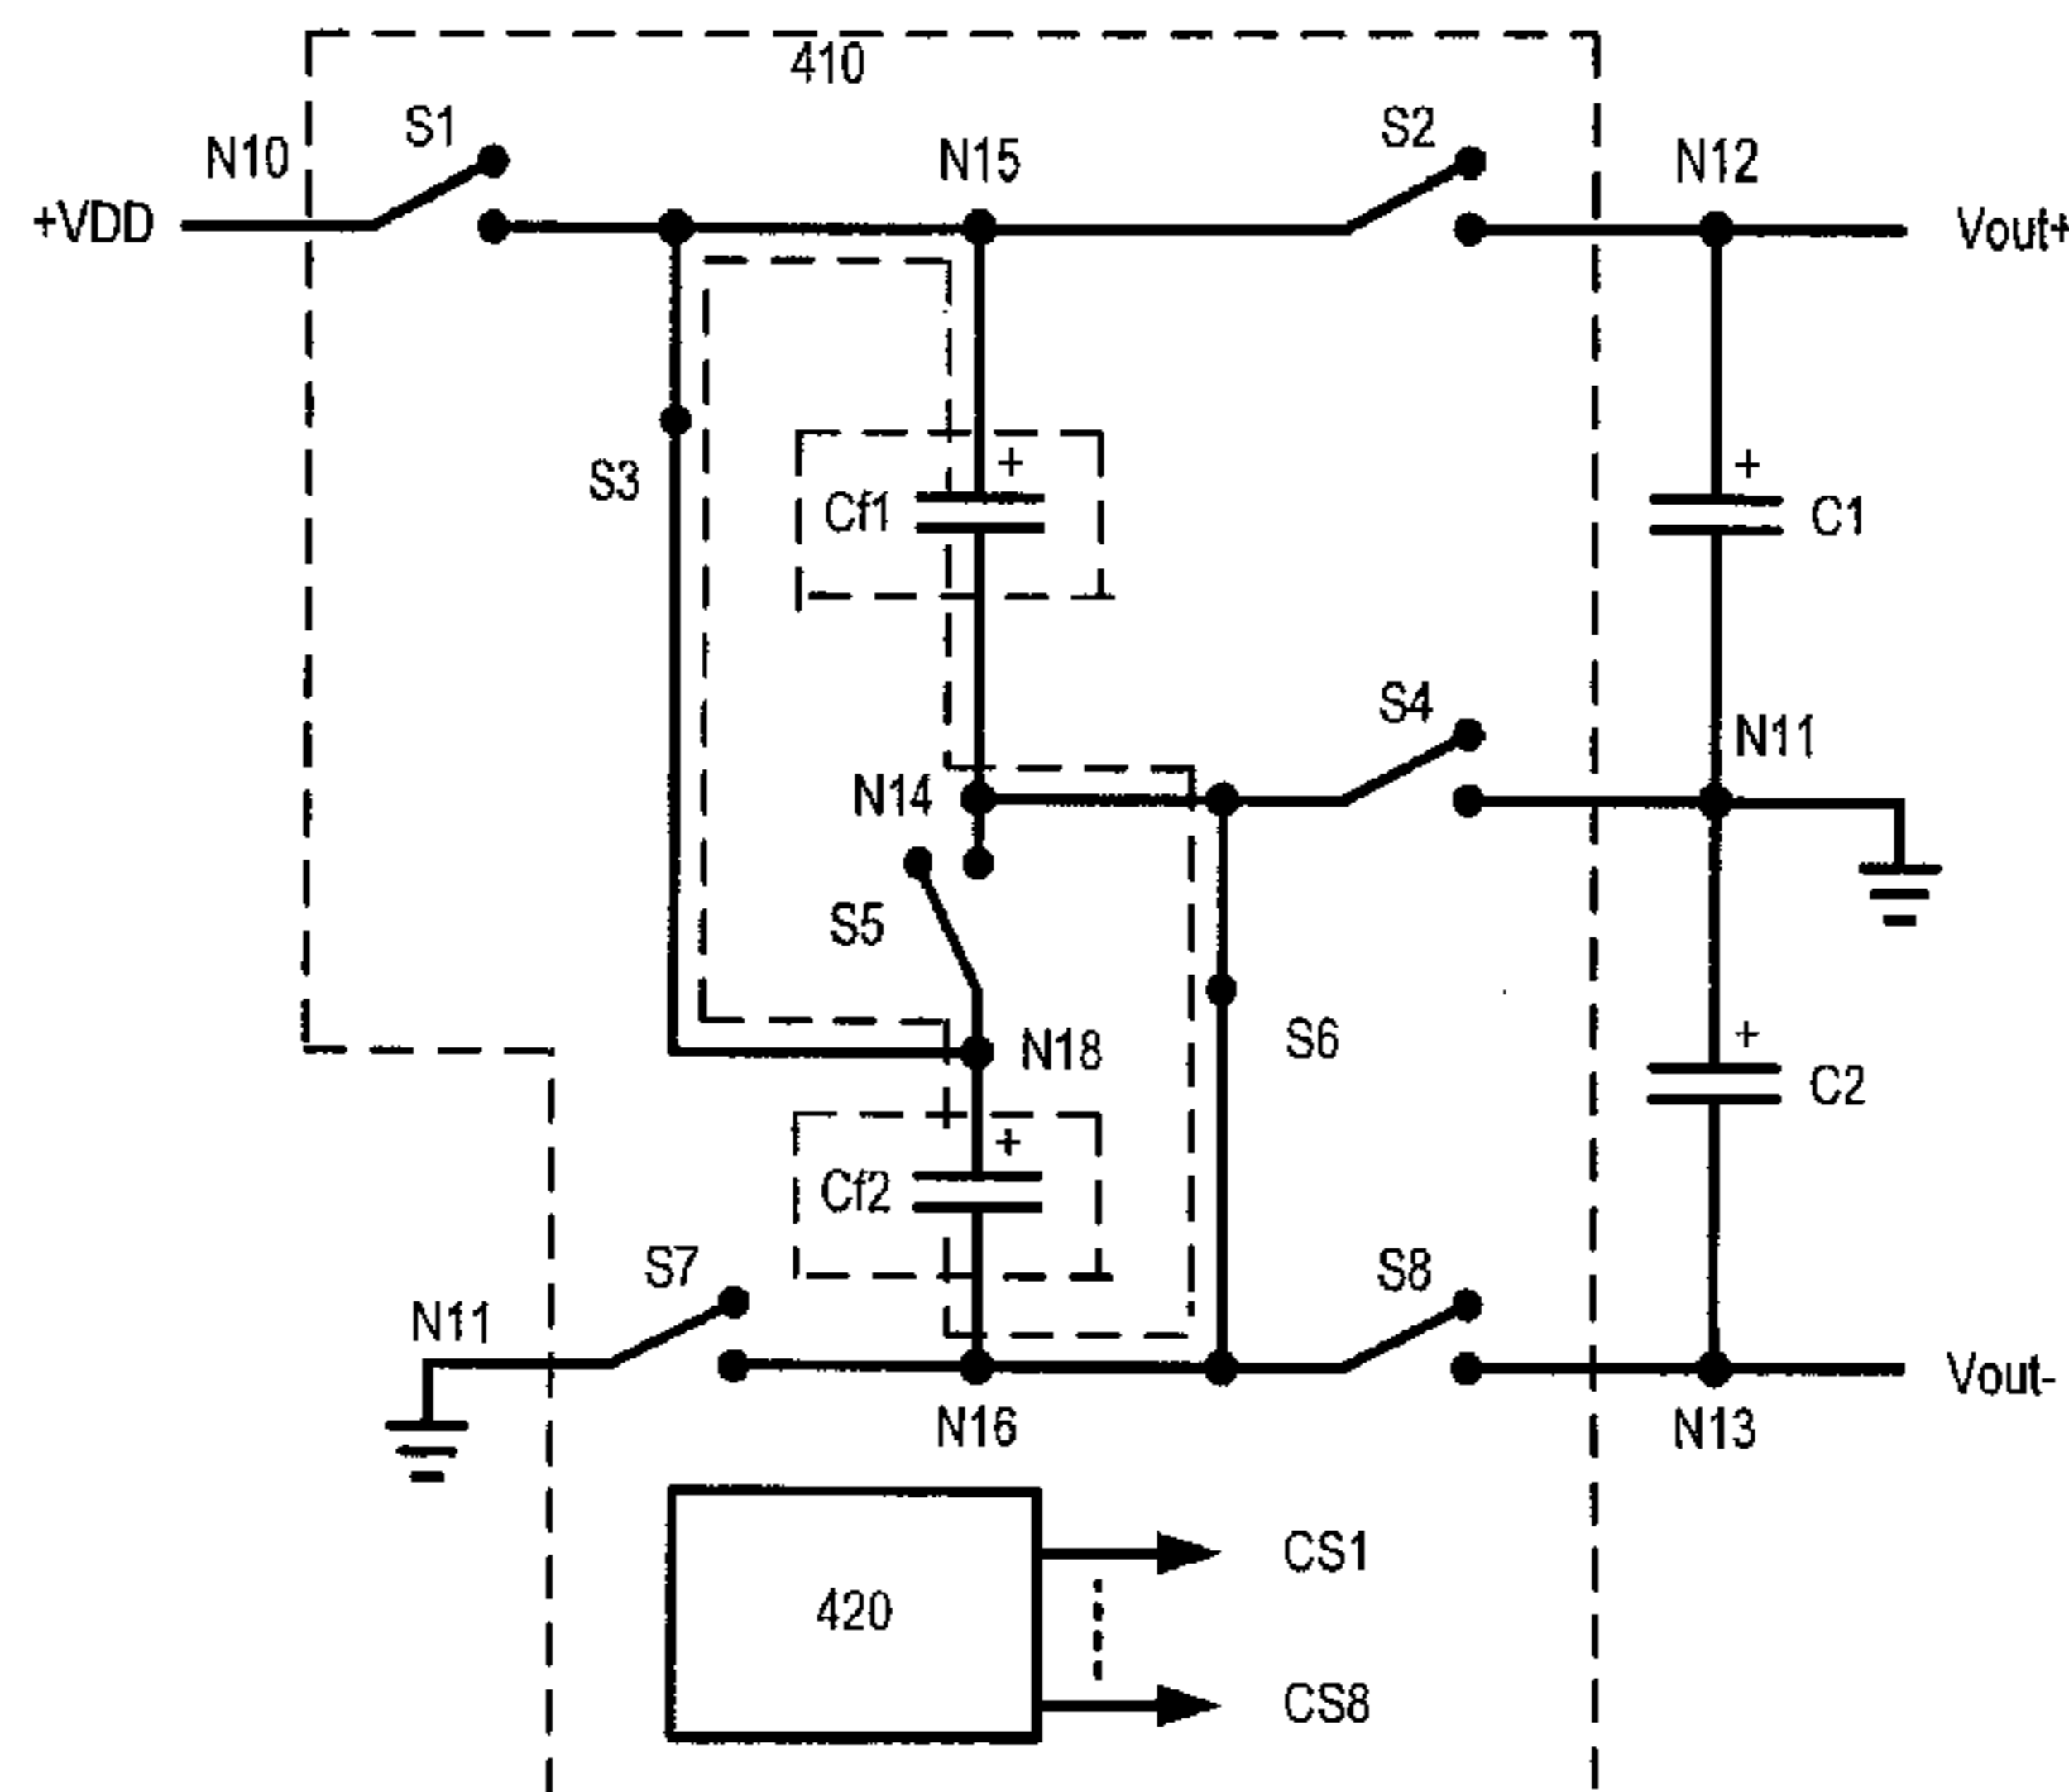 410
S1
S2
N10
N15
N12
+VDD
Vout+
+
+
S3
Cf1
C1
S4
N11
N14
S5
N18
S6
+
+
C2
Cf2
S7
S8
N11
Vout-
N16
N13
CS1
420
CS8